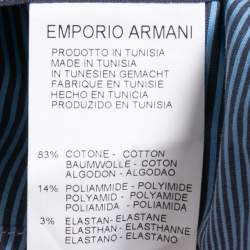 EMPORIO ARMANI
PRODOTTO IN TUNISIA
MADE IN TUNISIA
IN TUNESIEN GEMACHT
FABRIQUE EN TUNISIE
HECHO EN TUNICIA
PRODUZIDO EN TUNISIA
83% COTONE - COTTON
BAUMWOLLE - COTON
ALGODON - ALGODAO
14% POLIAMMIDE - POLYIMIDE
POLYAMID - POLYAMIDE
POLIAMIDA - POLIAMIDA
3% ELASTAN - ELASTANE
ELASTHAN - ELASTHANNE
ELASTANO - ELASTANO